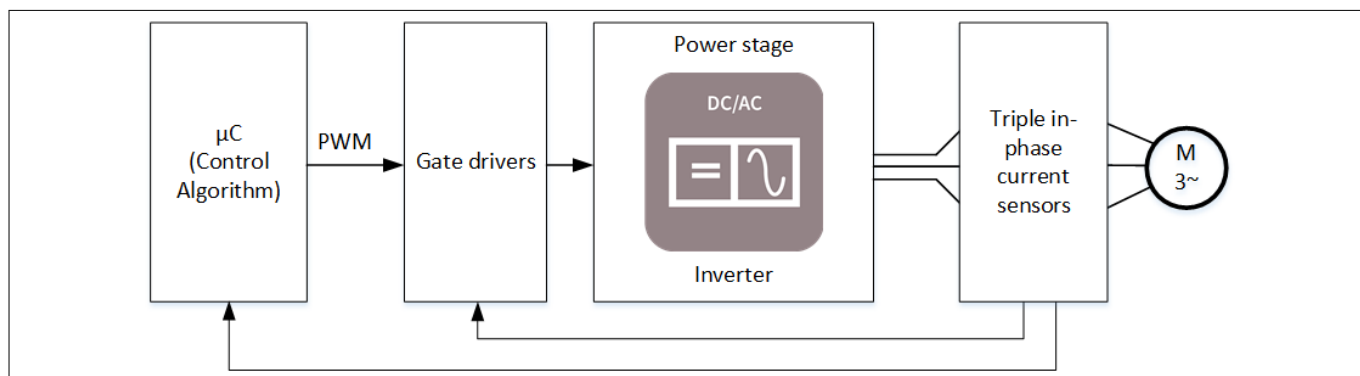 µC
(Control
Algorithm)
PWM
Gate drivers
Power stage
DC/AC
Inverter
Triple in-
phase
current
sensors
M
3~